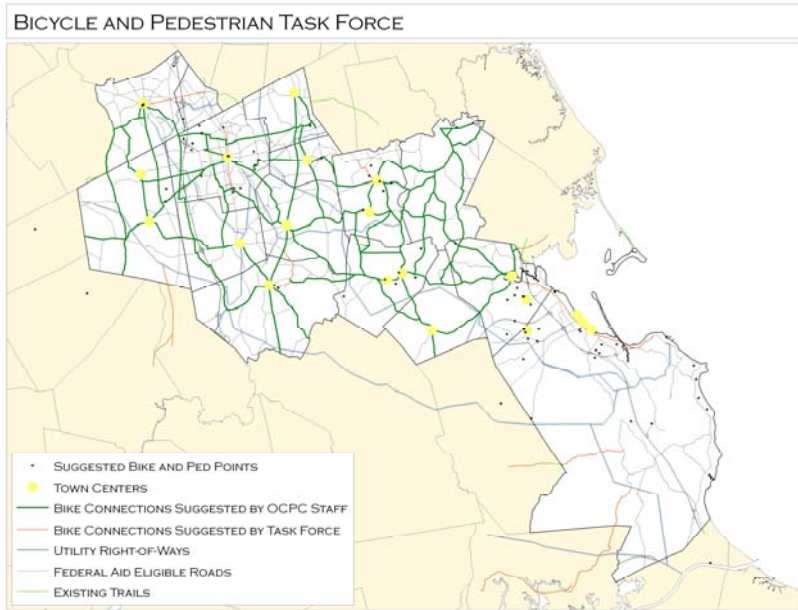 Bicycle and Pedestrian Task Force
Suggested Bike and Ped Points
Town Centers
Bike Connections Suggested by OCPC Staff
Bike Connections Suggested by Task Force
Utility Right-of-Ways
Federal Aid Eligible Roads
Existing Trails